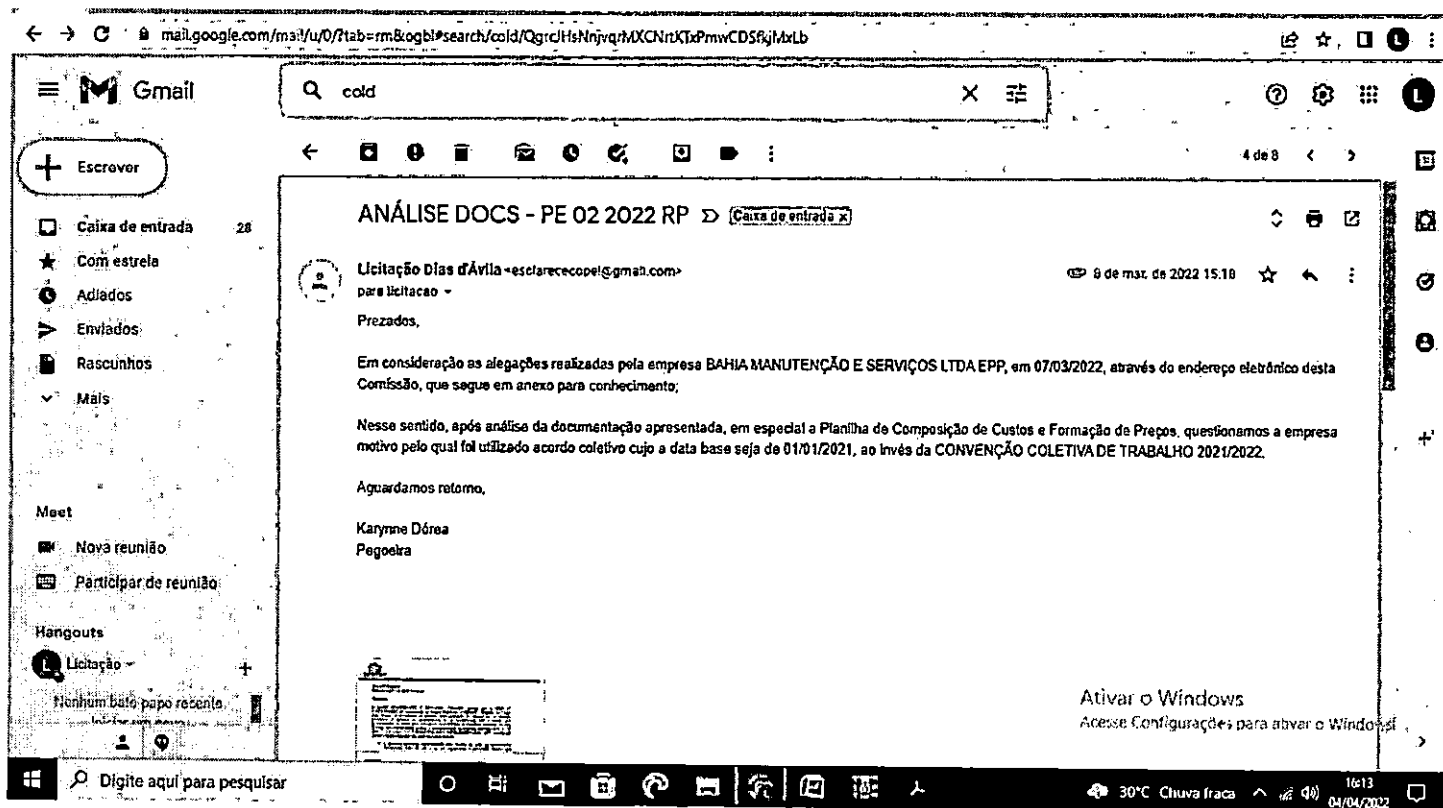 mail.google.com/mail/u/0/?tab=rm&ogbl#search/cold/
Gmail
cold
L
Escrever
4 de 8
Caixa de entrada 28
Com estrela
Adiados
Enviados
Rascunhos
Mais
ANÁLISE DOCS - PE 02 2022 RP Caixa de entrada x
Licitação Dias d'Ávila <esclarececopel@gmail.com>
8 de mar. de 2022 15:18
para licitacao
Prezados,
Em consideração as alegações realizadas pela empresa BAHIA MANUTENÇÃO E SERVIÇOS LTDA EPP, em 07/03/2022, através do endereço eletrônico desta
Comissão, que segue em anexo para conhecimento;
Nesse sentido, após análise da documentação apresentada, em especial a Planilha de Composição de Custos e Formação de Preços, questionamos a empresa
motivo pelo qual foi utilizado acordo coletivo cujo a data base seja de 01/01/2021, ao invés da CONVENÇÃO COLETIVA DE TRABALHO 2021/2022.
Aguardamos retorno,
Karynne Dórea
Pegoeira
Meet
Nova reunião
Participar de reunião
Hangouts
Licitação
Nenhum bate-papo recente
Ativar o Windows
Acesse Configurações para ativar o Windows
Digite aqui para pesquisar
30°C Chuva fraca
16:13
04/04/2022